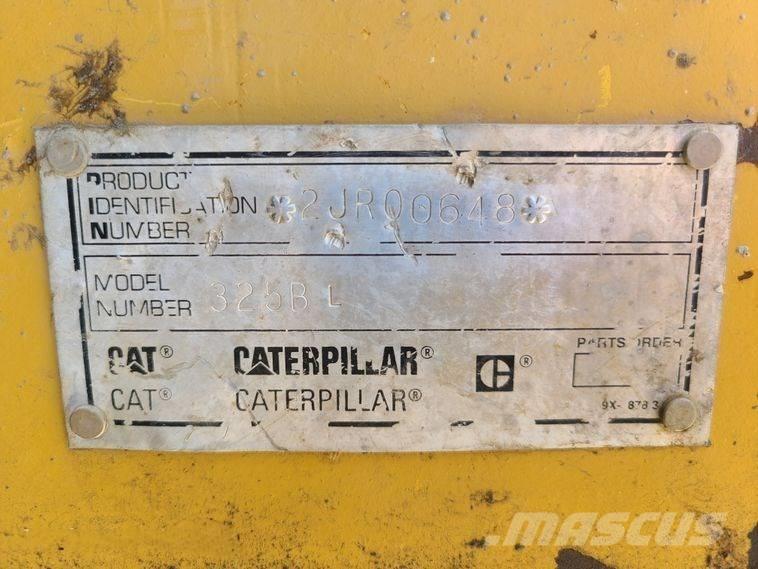 PRODUCT
IDENTIFICATION *2JR00648*
NUMBER
MODEL
NUMBER 325B L
CAT® CATERPILLAR® ®
CAT® CATERPILLAR®
PARTS ORDER
MASCUS